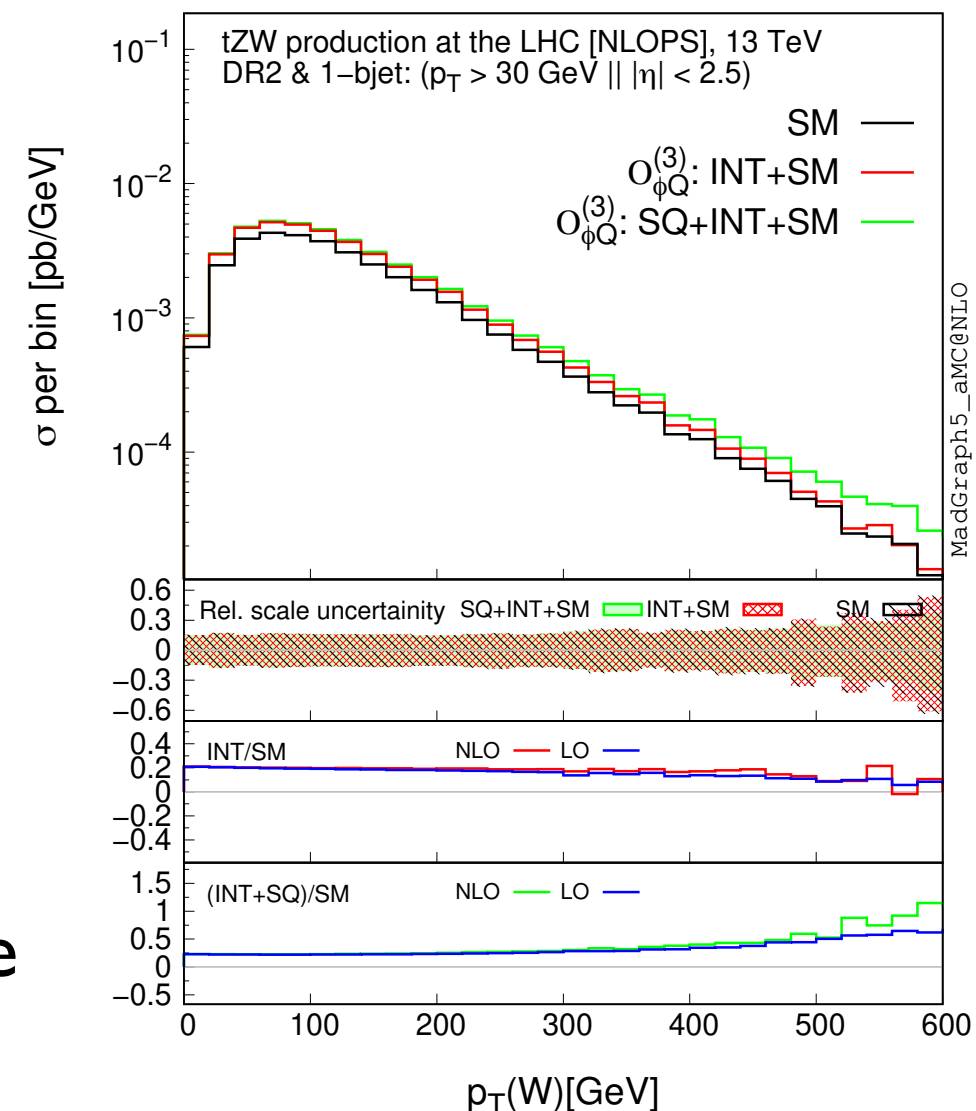 10⁻¹
10⁻²
10⁻³
10⁻⁴
σ per bin [pb/GeV]
tZW production at the LHC [NLOPS], 13 TeV
DR2 & 1−bjet: (p_T > 30 GeV || |η| < 2.5)
SM
O_{φQ}^{(3)}: INT+SM
O_{φQ}^{(3)}: SQ+INT+SM
MadGraph5_aMC@NLO
0.6
0.3
0
−0.3
−0.6
Rel. scale uncertainity SQ+INT+SM INT+SM SM
0.4
0.2
0
−0.2
−0.4
INT/SM NLO LO
1.5
1
0.5
0
−0.5
(INT+SQ)/SM NLO LO
e
0 100 200 300 400 500 600
p_T(W)[GeV]